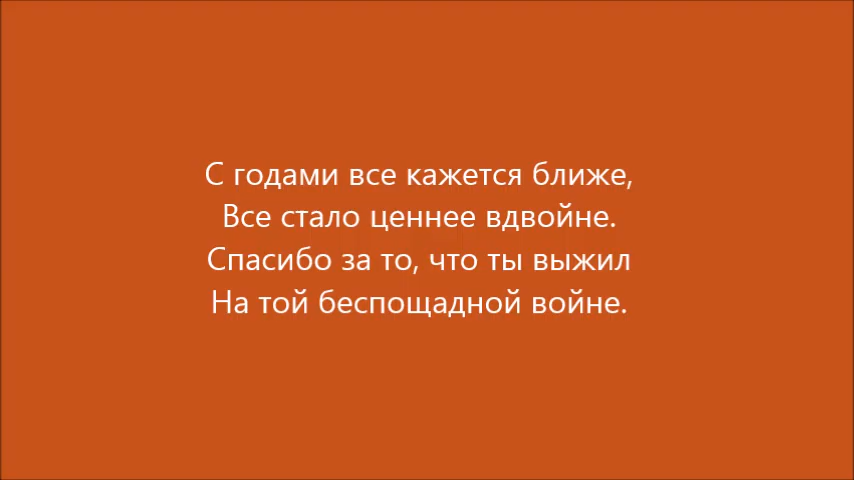 С годами все кажется ближе,
Все стало ценнее вдвойне.
Спасибо за то, что ты выжил
На той беспощадной войне.